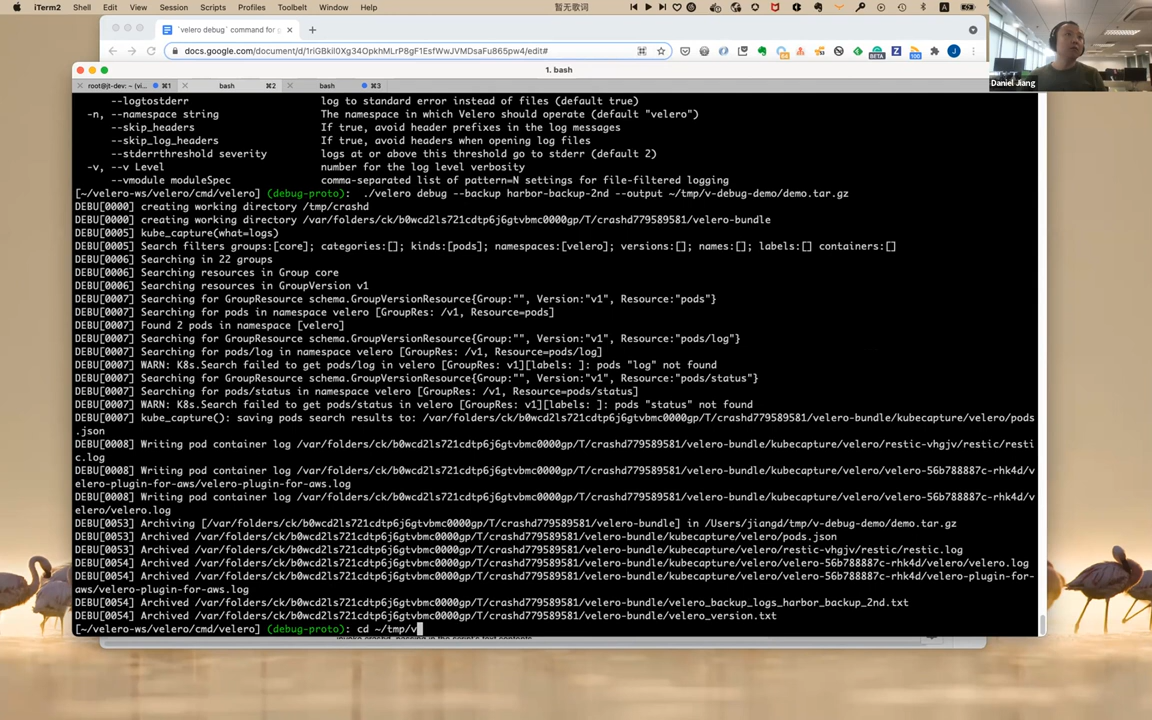 iTerm2 Shell Edit View Session Scripts Profiles Toolbelt Window Help 暂无歌词
`velero debug` command for g
docs.google.com/document/d/1riGBkil0Xg34OpkhMLrP8gF1EsfWwJVMDsaFu865pw4/edit#
1. bash
root@jt-dev: ~ (vi... ⌘1 bash ⌘2 bash ⌘3
Daniel Jiang
--logtostderr log to standard error instead of files (default true)
-n, --namespace string The namespace in which Velero should operate (default "velero")
--skip_headers If true, avoid header prefixes in the log messages
--skip_log_headers If true, avoid headers when opening log files
--stderrthreshold severity logs at or above this threshold go to stderr (default 2)
-v, --v Level number for the log level verbosity
--vmodule moduleSpec comma-separated list of pattern=N settings for file-filtered logging
[~/velero-ws/velero/cmd/velero] (debug-proto): ./velero debug --backup harbor-backup-2nd --output ~/tmp/v-debug-demo/demo.tar.gz
DEBU[0000] creating working directory /tmp/crashd
DEBU[0000] creating working directory /var/folders/ck/b0wcd2ls721cdtp6j6gtvbmc0000gp/T/crashd779589581/velero-bundle
DEBU[0005] kube_capture(what=logs)
DEBU[0005] Search filters groups:[core]; categories:[]; kinds:[pods]; namespaces:[velero]; versions:[]; names:[]; labels:[] containers:[]
DEBU[0006] Searching in 22 groups
DEBU[0006] Searching resources in Group core
DEBU[0006] Searching resources in GroupVersion v1
DEBU[0007] Searching for GroupResource schema.GroupVersionResource{Group:"", Version:"v1", Resource:"pods"}
DEBU[0007] Searching for pods in namespace velero [GroupRes: /v1, Resource=pods]
DEBU[0007] Found 2 pods in namespace [velero]
DEBU[0007] Searching for GroupResource schema.GroupVersionResource{Group:"", Version:"v1", Resource:"pods/log"}
DEBU[0007] Searching for pods/log in namespace velero [GroupRes: /v1, Resource=pods/log]
DEBU[0007] WARN: K8s.Search failed to get pods/log in velero [GroupRes: v1][labels: ]: pods "log" not found
DEBU[0007] Searching for GroupResource schema.GroupVersionResource{Group:"", Version:"v1", Resource:"pods/status"}
DEBU[0007] Searching for pods/status in namespace velero [GroupRes: /v1, Resource=pods/status]
DEBU[0007] WARN: K8s.Search failed to get pods/status in velero [GroupRes: v1][labels: ]: pods "status" not found
DEBU[0007] kube_capture(): saving pods search results to: /var/folders/ck/b0wcd2ls721cdtp6j6gtvbmc0000gp/T/crashd779589581/velero-bundle/kubecapture/velero/pods
.json
DEBU[0008] Writing pod container log /var/folders/ck/b0wcd2ls721cdtp6j6gtvbmc0000gp/T/crashd779589581/velero-bundle/kubecapture/velero/restic-vhgjv/restic/resti
c.log
DEBU[0008] Writing pod container log /var/folders/ck/b0wcd2ls721cdtp6j6gtvbmc0000gp/T/crashd779589581/velero-bundle/kubecapture/velero/velero-56b788887c-rhk4d/v
elero-plugin-for-aws/velero-plugin-for-aws.log
DEBU[0008] Writing pod container log /var/folders/ck/b0wcd2ls721cdtp6j6gtvbmc0000gp/T/crashd779589581/velero-bundle/kubecapture/velero/velero-56b788887c-rhk4d/v
elero/velero.log
DEBU[0053] Archiving [/var/folders/ck/b0wcd2ls721cdtp6j6gtvbmc0000gp/T/crashd779589581/velero-bundle] in /Users/jiangd/tmp/v-debug-demo/demo.tar.gz
DEBU[0053] Archived /var/folders/ck/b0wcd2ls721cdtp6j6gtvbmc0000gp/T/crashd779589581/velero-bundle/kubecapture/velero/pods.json
DEBU[0053] Archived /var/folders/ck/b0wcd2ls721cdtp6j6gtvbmc0000gp/T/crashd779589581/velero-bundle/kubecapture/velero/restic-vhgjv/restic/restic.log
DEBU[0054] Archived /var/folders/ck/b0wcd2ls721cdtp6j6gtvbmc0000gp/T/crashd779589581/velero-bundle/kubecapture/velero/velero-56b788887c-rhk4d/velero/velero.log
DEBU[0054] Archived /var/folders/ck/b0wcd2ls721cdtp6j6gtvbmc0000gp/T/crashd779589581/velero-bundle/kubecapture/velero/velero-56b788887c-rhk4d/velero-plugin-for-
aws/velero-plugin-for-aws.log
DEBU[0054] Archived /var/folders/ck/b0wcd2ls721cdtp6j6gtvbmc0000gp/T/crashd779589581/velero-bundle/velero_backup_logs_harbor_backup_2nd.txt
DEBU[0054] Archived /var/folders/ck/b0wcd2ls721cdtp6j6gtvbmc0000gp/T/crashd779589581/velero-bundle/velero_version.txt
[~/velero-ws/velero/cmd/velero] (debug-proto): cd ~/tmp/v